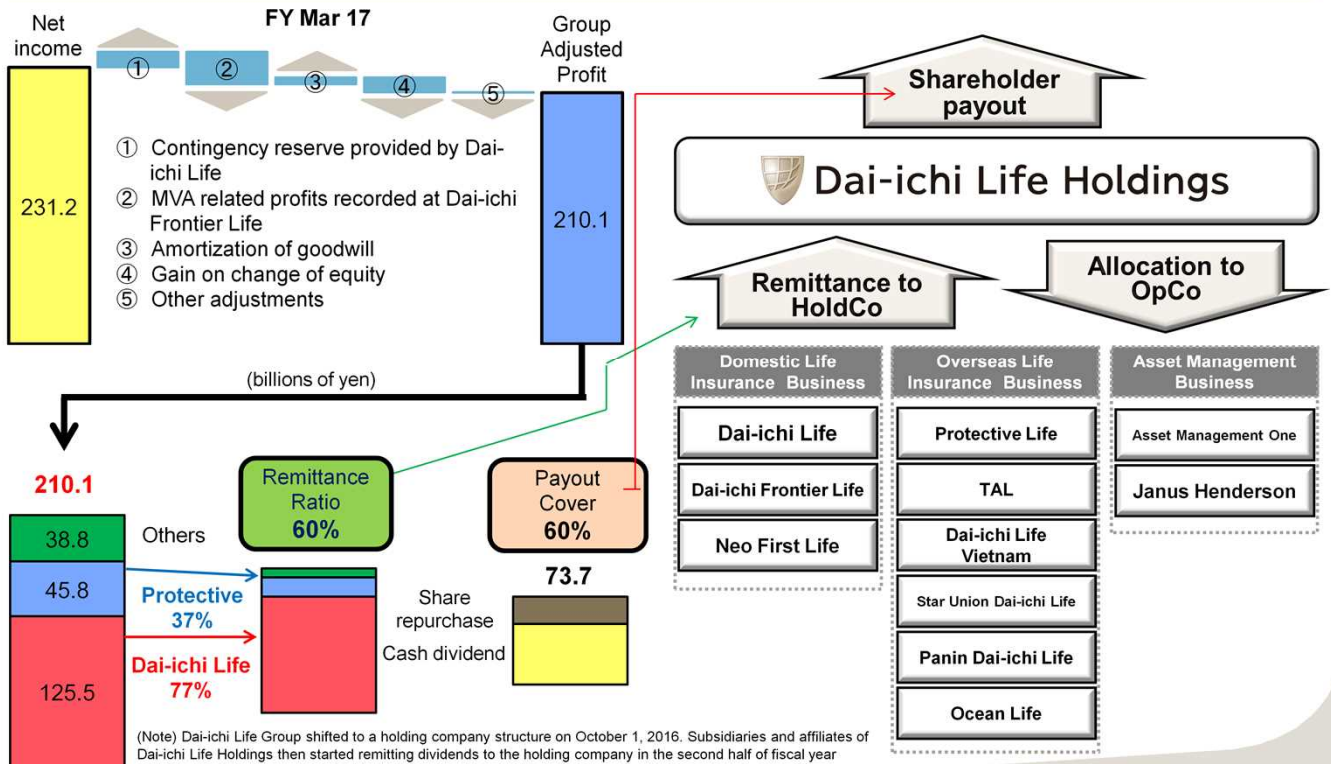 FY Mar 17
Net
income
①
②
③
④
⑤
Group
Adjusted
Profit
231.2
① Contingency reserve provided by Dai-
ichi Life
② MVA related profits recorded at Dai-ichi
Frontier Life
③ Amortization of goodwill
④ Gain on change of equity
⑤ Other adjustments
210.1
(billions of yen)
210.1
38.8
45.8
125.5
Others
Protective
37%
Dai-ichi Life
77%
Remittance
Ratio
60%
Payout
Cover
60%
73.7
Share
repurchase
Cash dividend
Shareholder
payout
Dai-ichi Life Holdings
Remittance to
HoldCo
Allocation to
OpCo
Domestic Life
Insurance Business
Dai-ichi Life
Dai-ichi Frontier Life
Neo First Life
Overseas Life
Insurance Business
Protective Life
TAL
Dai-ichi Life
Vietnam
Star Union Dai-ichi Life
Panin Dai-ichi Life
Ocean Life
Asset Management
Business
Asset Management One
Janus Henderson
(Note) Dai-ichi Life Group shifted to a holding company structure on October 1, 2016. Subsidiaries and affiliates of
Dai-ichi Life Holdings then started remitting dividends to the holding company in the second half of fiscal year